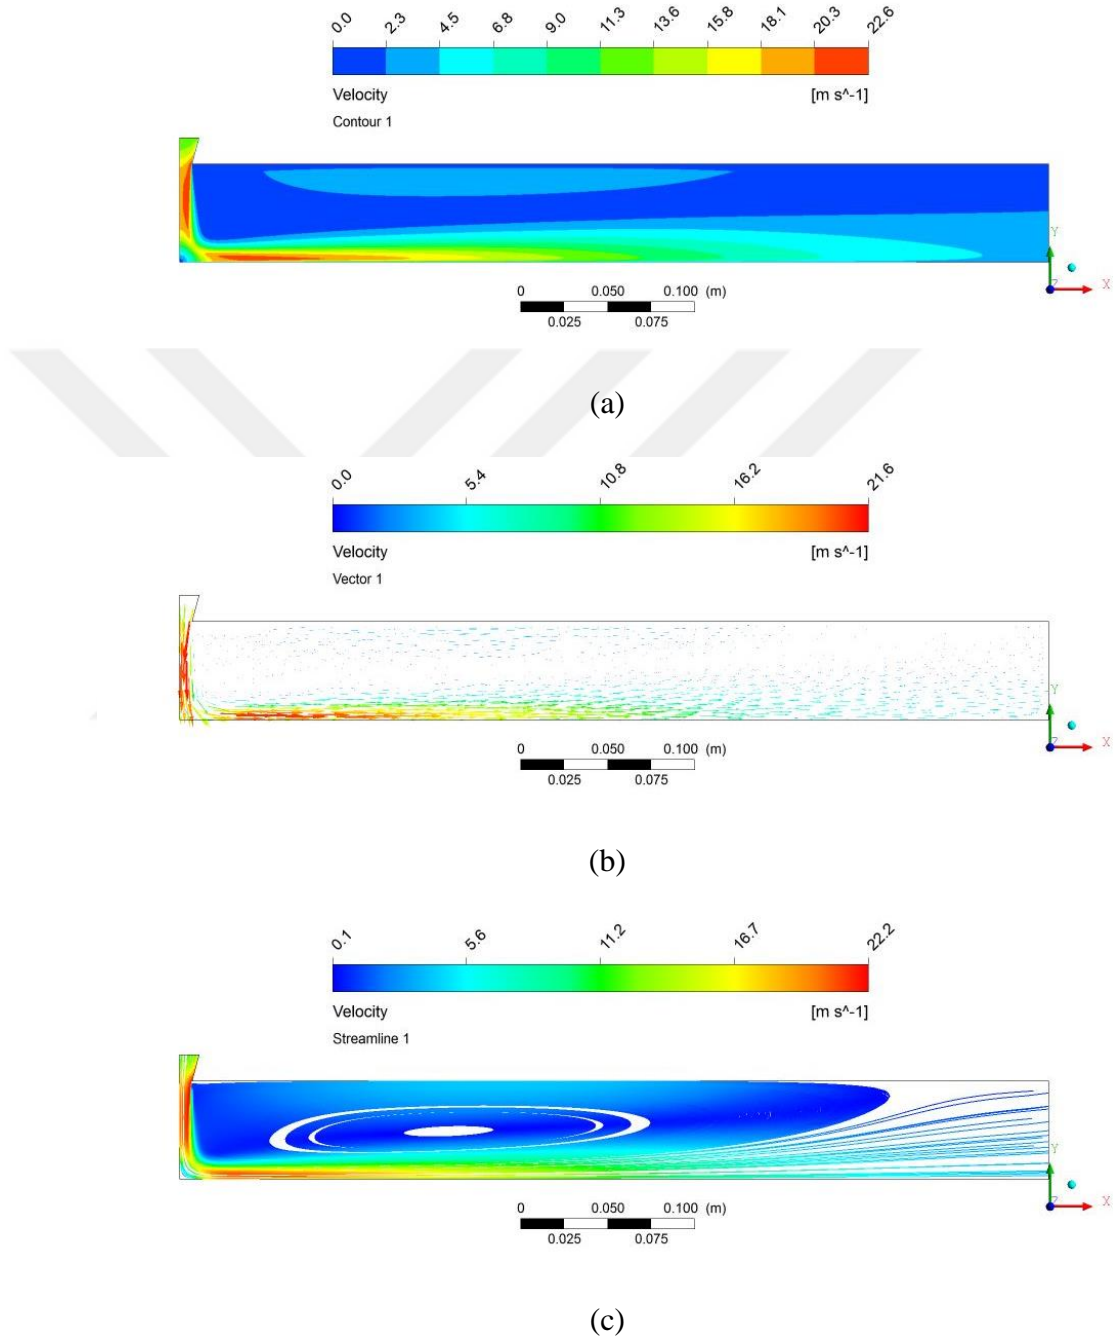 0.0 2.3 4.5 6.8 9.0 11.3 13.6 15.8 18.1 20.3 22.6
Velocity [m s^-1]
Contour 1
Y
Z X
0 0.050 0.100 (m)
0.025 0.075
(a)
0.0 5.4 10.8 16.2 21.6
Velocity [m s^-1]
Vector 1
Y
Z X
0 0.050 0.100 (m)
0.025 0.075
(b)
0.1 5.6 11.2 16.7 22.2
Velocity [m s^-1]
Streamline 1
Y
Z X
0 0.050 0.100 (m)
0.025 0.075
(c)